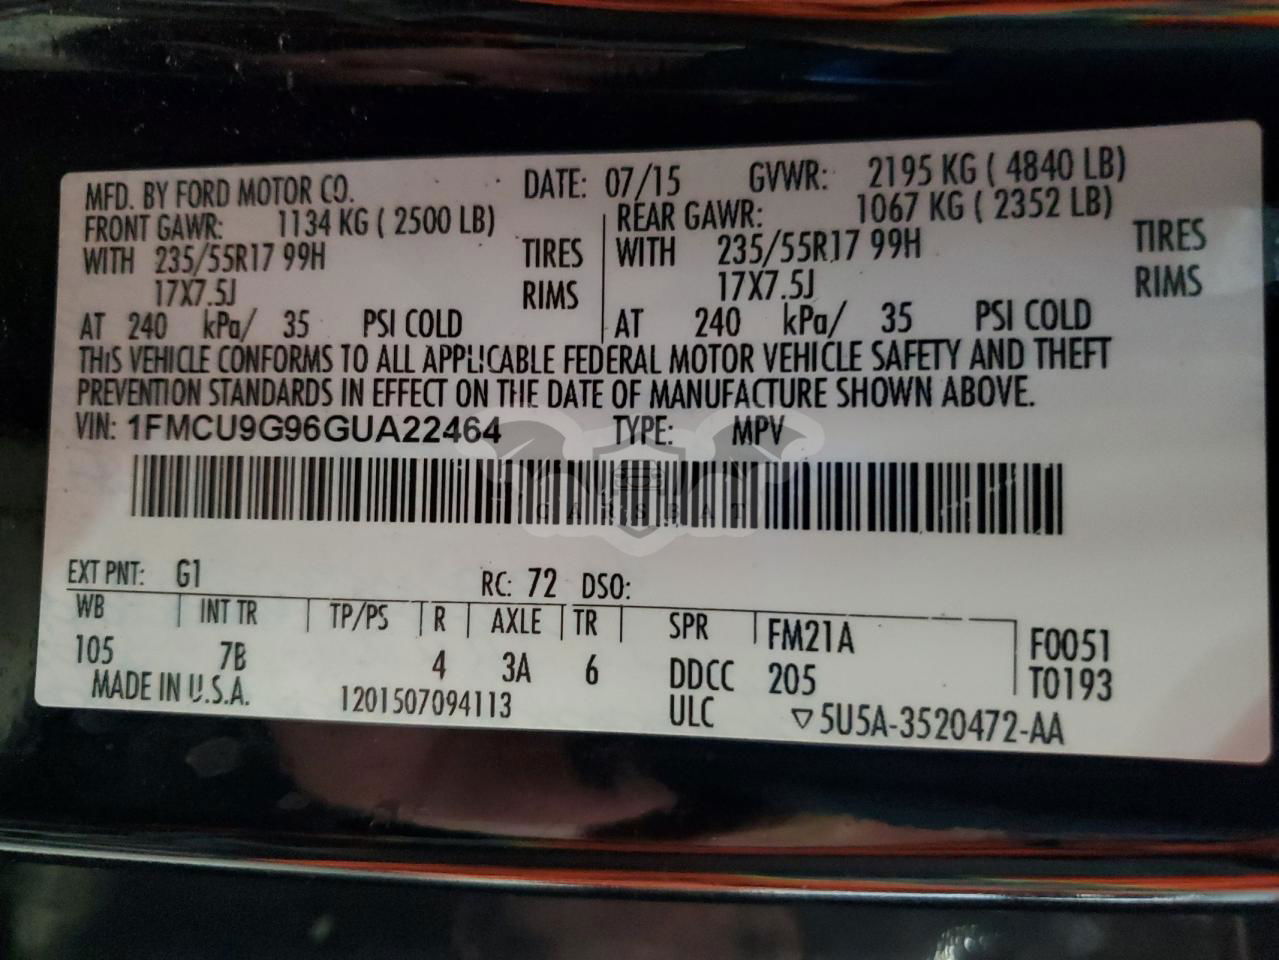 MFD. BY FORD MOTOR CO. DATE: 07/15 GVWR: 2195 KG ( 4840 LB)
FRONT GAWR: 1134 KG ( 2500 LB) REAR GAWR: 1067 KG ( 2352 LB)
WITH 235/55R17 99H TIRES WITH 235/55R17 99H TIRES
17X7.5J RIMS 17X7.5J RIMS
AT 240 kPa/ 35 PSI COLD AT 240 kPa/ 35 PSI COLD
THIS VEHICLE CONFORMS TO ALL APPLICABLE FEDERAL MOTOR VEHICLE SAFETY AND THEFT
PREVENTION STANDARDS IN EFFECT ON THE DATE OF MANUFACTURE SHOWN ABOVE.
VIN: 1FMCU9G96GUA22464 TYPE: MPV
CARSBAT
EXT PNT: G1 RC: 72 DSO:
WB INT TR TP/PS R AXLE TR SPR FM21A F0051
105 7B 4 3A 6 DDCC 205 T0193
MADE IN U.S.A. 1201507094113 ULC ▽5U5A-3520472-AA